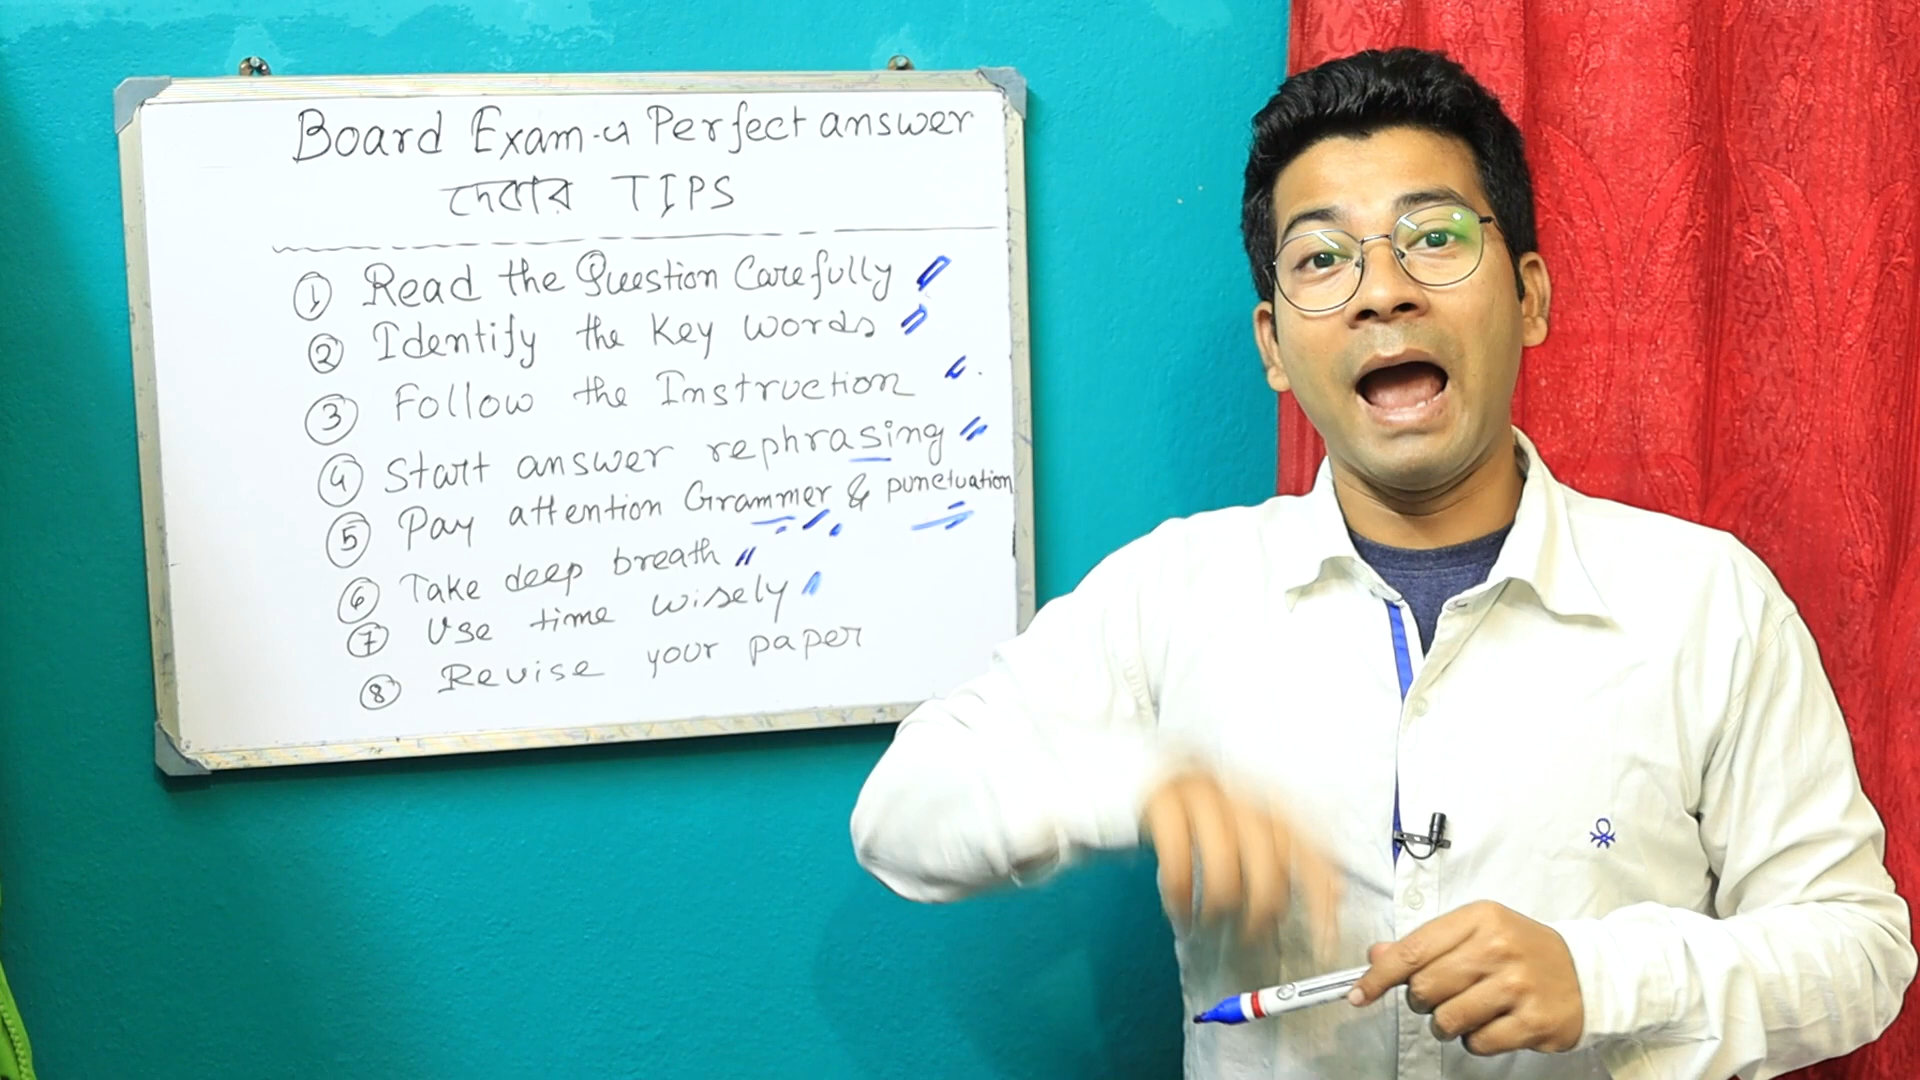 Board Exam-এ Perfect answer
দেবার TIPS
① Read the Question Carefully
② Identify the Key words
③ Follow the Instruction
④ Start answer rephrasing
⑤ Pay attention Grammer & punctuation
⑥ Take deep breath
⑦ Use time wisely
⑧ Revise your paper